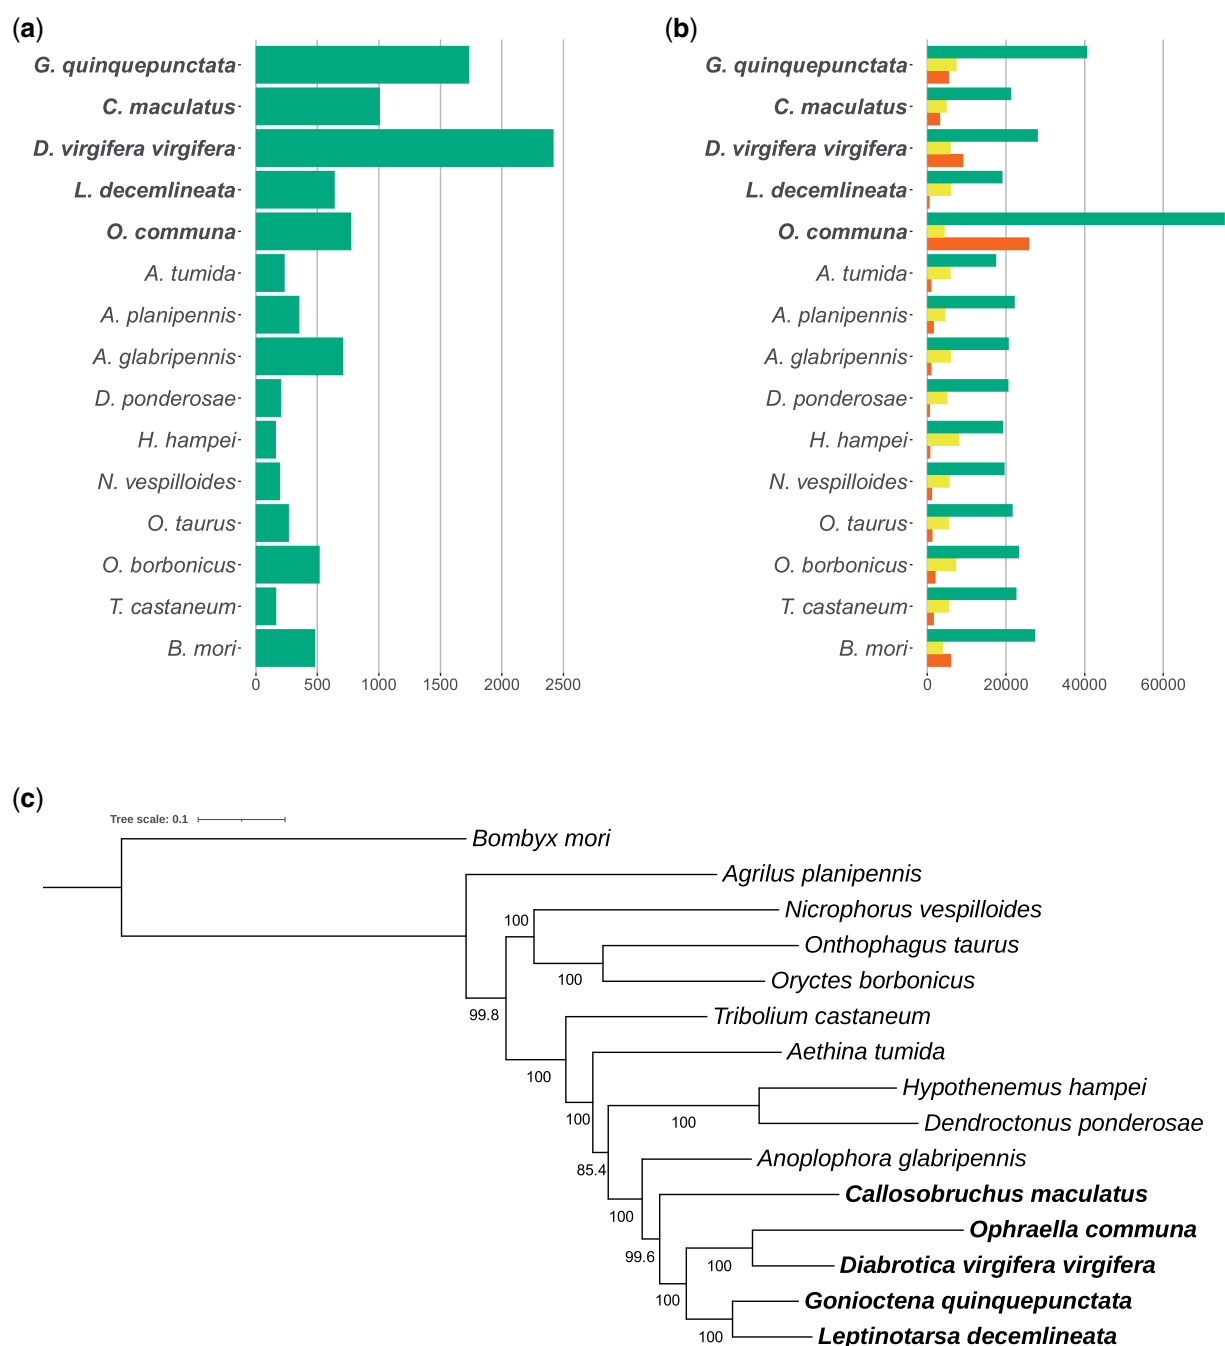 (a)
G. quinquepunctata
C. maculatus
D. virgifera virgifera
L. decemlineata
O. communa
A. tumida
A. planipennis
A. glabripennis
D. ponderosae
H. hampei
N. vespilloides
O. taurus
O. borbonicus
T. castaneum
B. mori
0 500 1000 1500 2000 2500
(b)
G. quinquepunctata
C. maculatus
D. virgifera virgifera
L. decemlineata
O. communa
A. tumida
A. planipennis
A. glabripennis
D. ponderosae
H. hampei
N. vespilloides
O. taurus
O. borbonicus
T. castaneum
B. mori
0 20000 40000 60000
(c)
Tree scale: 0.1
Bombyx mori
Agrilus planipennis
Nicrophorus vespilloides
100
Onthophagus taurus
100
Oryctes borbonicus
99.8
Tribolium castaneum
Aethina tumida
100
Hypothenemus hampei
100
100
Dendroctonus ponderosae
Anoplophora glabripennis
85.4
Callosobruchus maculatus
100
Ophraella communa
99.6
100
Diabrotica virgifera virgifera
100
Gonioctena quinquepunctata
100
Leptinotarsa decemlineata